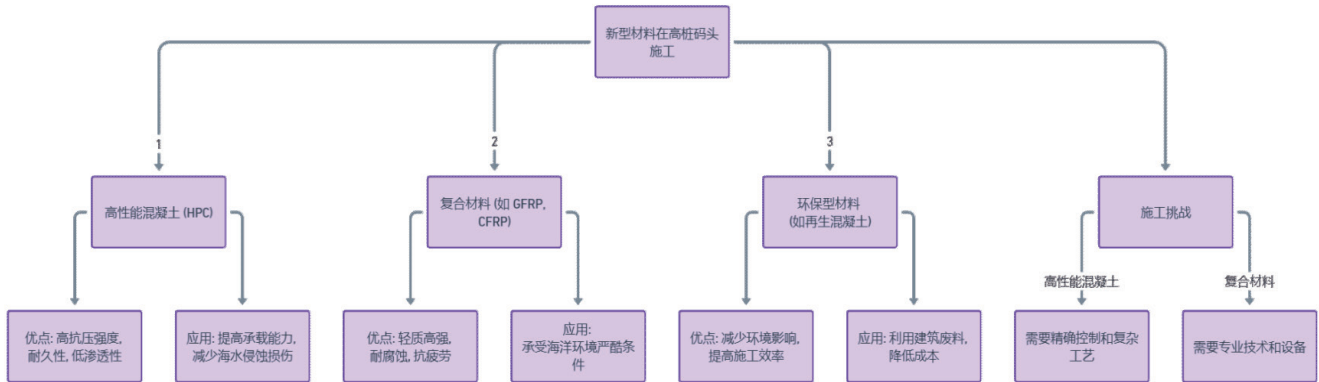 新型材料在高桩码头
施工
1
2
3
高性能混凝土 (HPC)
复合材料 (如 GFRP,
CFRP)
环保型材料
(如再生混凝土)
施工挑战
高性能混凝土
复合材料
优点: 高抗压强度,
耐久性, 低渗透性
应用: 提高承载能力,
减少海水侵蚀损伤
优点: 轻质高强,
耐腐蚀, 抗疲劳
应用:
承受海洋环境严酷条
件
优点: 减少环境影响,
提高施工效率
应用: 利用建筑废料,
降低成本
需要精确控制和复杂
工艺
需要专业技术和设备